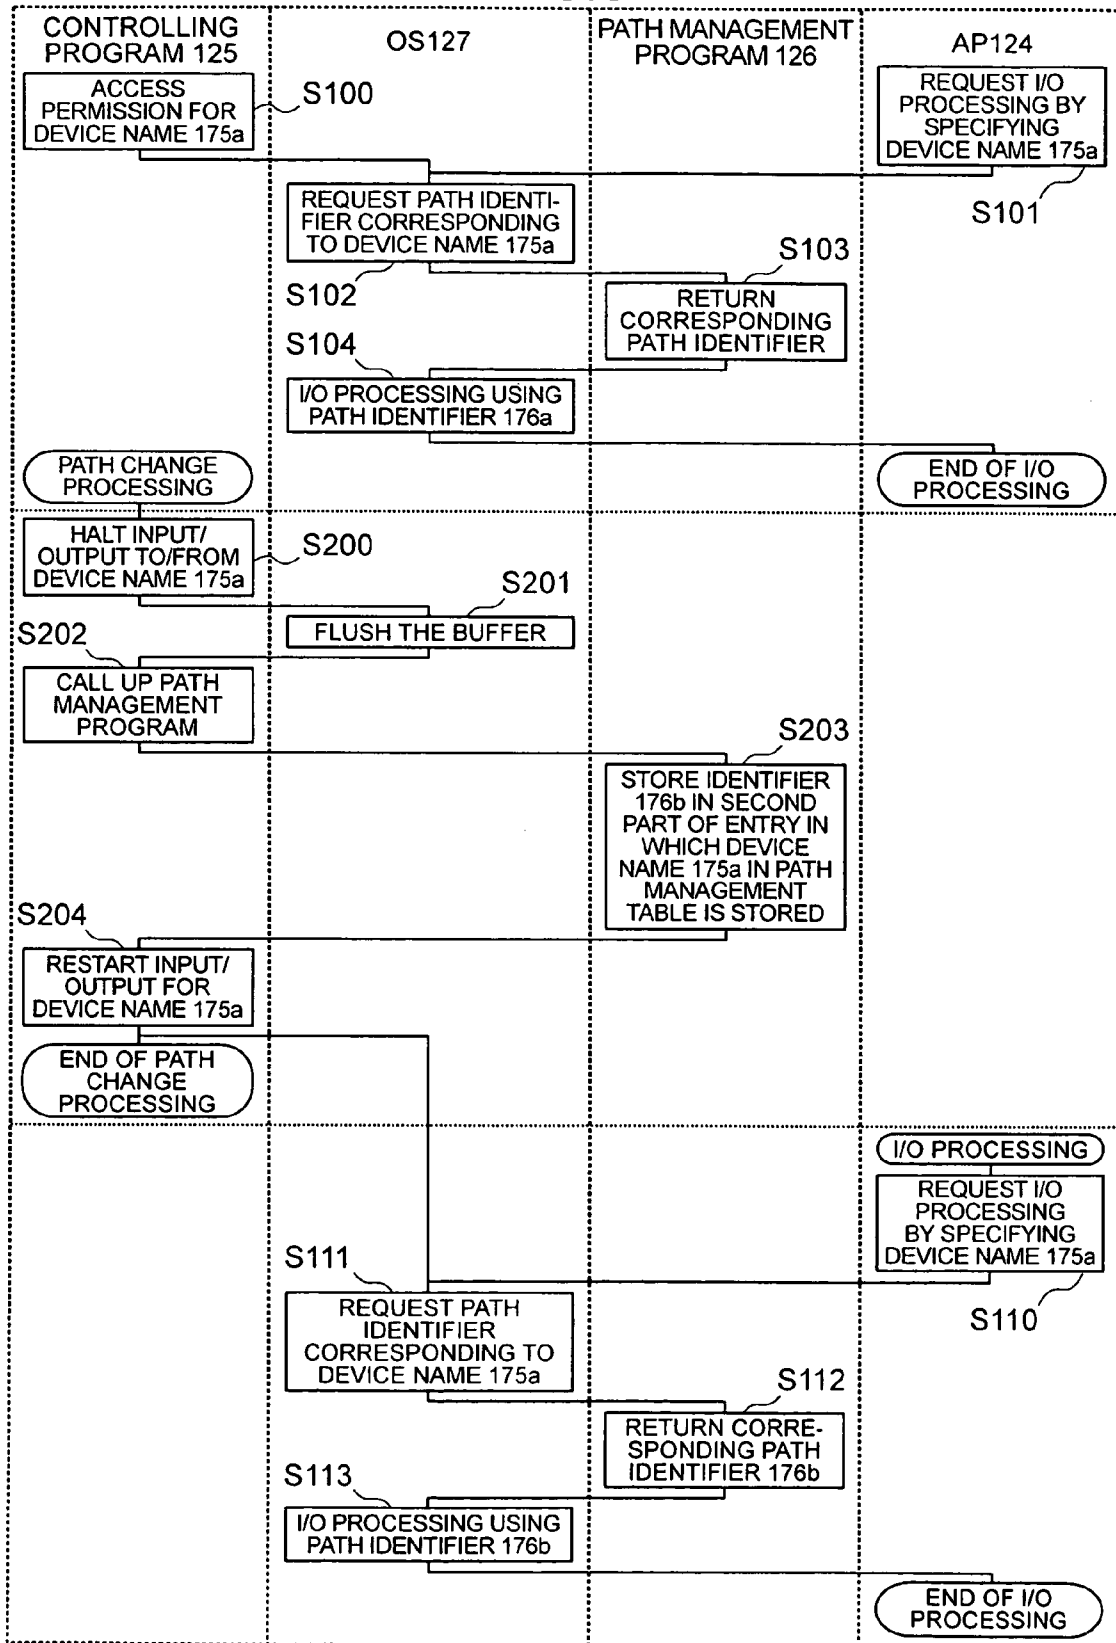 CONTROLLING
PROGRAM 125
OS127
PATH MANAGEMENT
PROGRAM 126
AP124
ACCESS
PERMISSION FOR
DEVICE NAME 175a
S100
REQUEST I/O
PROCESSING BY
SPECIFYING
DEVICE NAME 175a
S101
REQUEST PATH IDENTI-
FIER CORRESPONDING
TO DEVICE NAME 175a
S102
S103
RETURN
CORRESPONDING
PATH IDENTIFIER
S104
I/O PROCESSING USING
PATH IDENTIFIER 176a
END OF I/O
PROCESSING
PATH CHANGE
PROCESSING
HALT INPUT/
OUTPUT TO/FROM
DEVICE NAME 175a
S200
S201
FLUSH THE BUFFER
S202
CALL UP PATH
MANAGEMENT
PROGRAM
S203
STORE IDENTIFIER
176b IN SECOND
PART OF ENTRY IN
WHICH DEVICE
NAME 175a IN PATH
MANAGEMENT
TABLE IS STORED
S204
RESTART INPUT/
OUTPUT FOR
DEVICE NAME 175a
END OF PATH
CHANGE
PROCESSING
I/O PROCESSING
REQUEST I/O
PROCESSING
BY SPECIFYING
DEVICE NAME 175a
S110
S111
REQUEST PATH
IDENTIFIER
CORRESPONDING TO
DEVICE NAME 175a
S112
RETURN CORRE-
SPONDING PATH
IDENTIFIER 176b
S113
I/O PROCESSING USING
PATH IDENTIFIER 176b
END OF I/O
PROCESSING